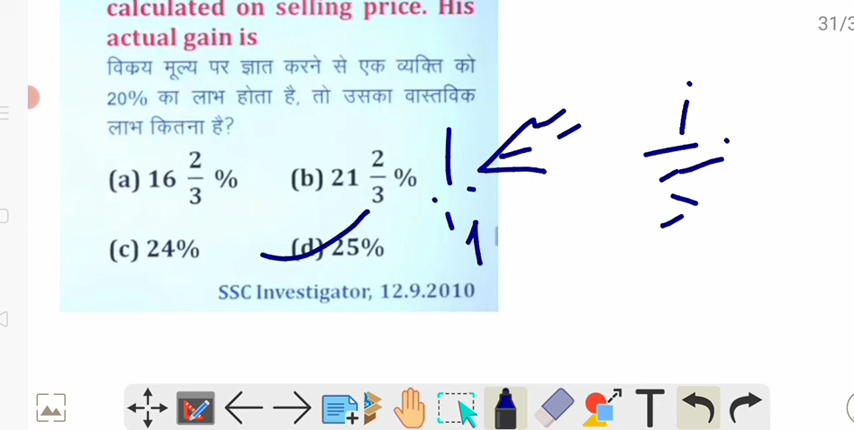 31/3
calculated on selling price. His
actual gain is
विक्रय मूल्य पर ज्ञात करने से एक व्यक्ति को
20% का लाभ होता है, तो उसका वास्तविक
लाभ कितना है?
(a) 16 2/3 % (b) 21 2/3 %
(c) 24% (d) 25%
SSC Investigator, 12.9.2010